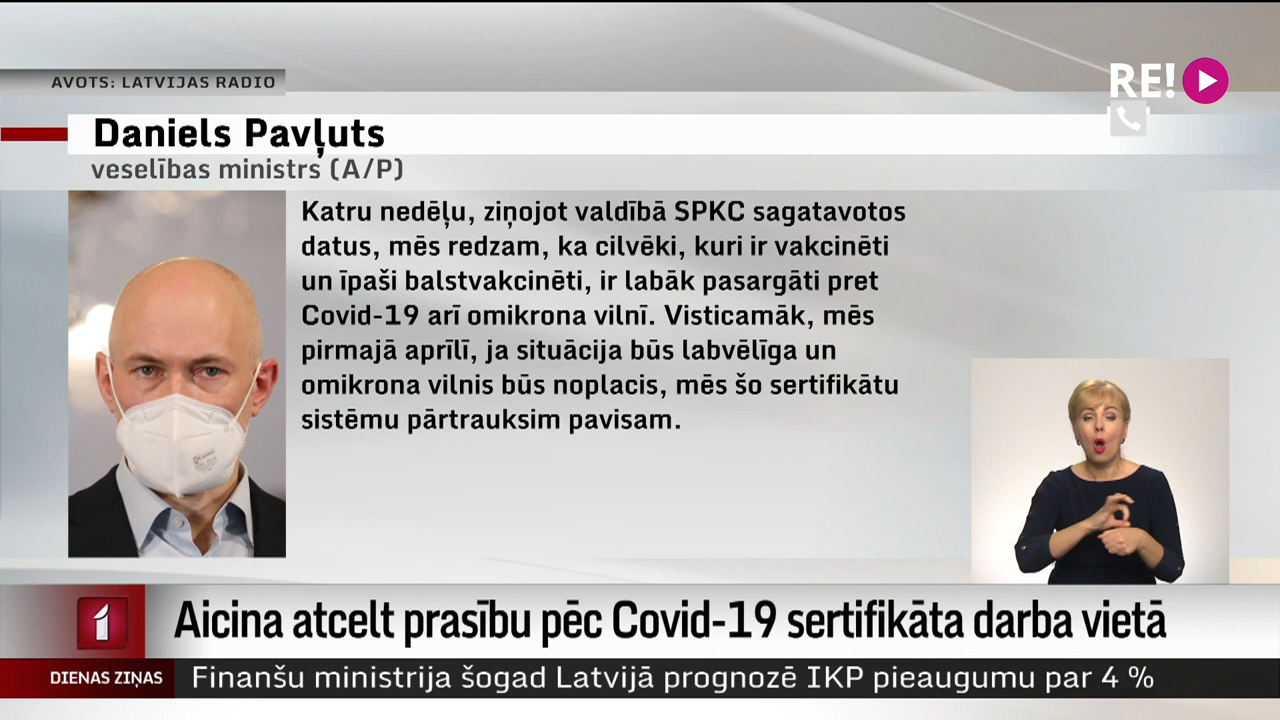 AVOTS: LATVIJAS RADIO
RE!
Daniels Pavļuts
veselības ministrs (A/P)
Katru nedēļu, ziņojot valdībā SPKC sagatavotos
datus, mēs redzam, ka cilvēki, kuri ir vakcinēti
un īpaši balstvakcinēti, ir labāk pasargāti pret
Covid-19 arī omikrona vilnī. Visticamāk, mēs
pirmajā aprīlī, ja situācija būs labvēlīga un
omikrona vilnis būs noplacis, mēs šo sertifikātu
sistēmu pārtrauksim pavisam.
1
Aicina atcelt prasību pēc Covid-19 sertifikāta darba vietā
DIENAS ZIŅAS
Finanšu ministrija šogad Latvijā prognozē IKP pieaugumu par 4 %